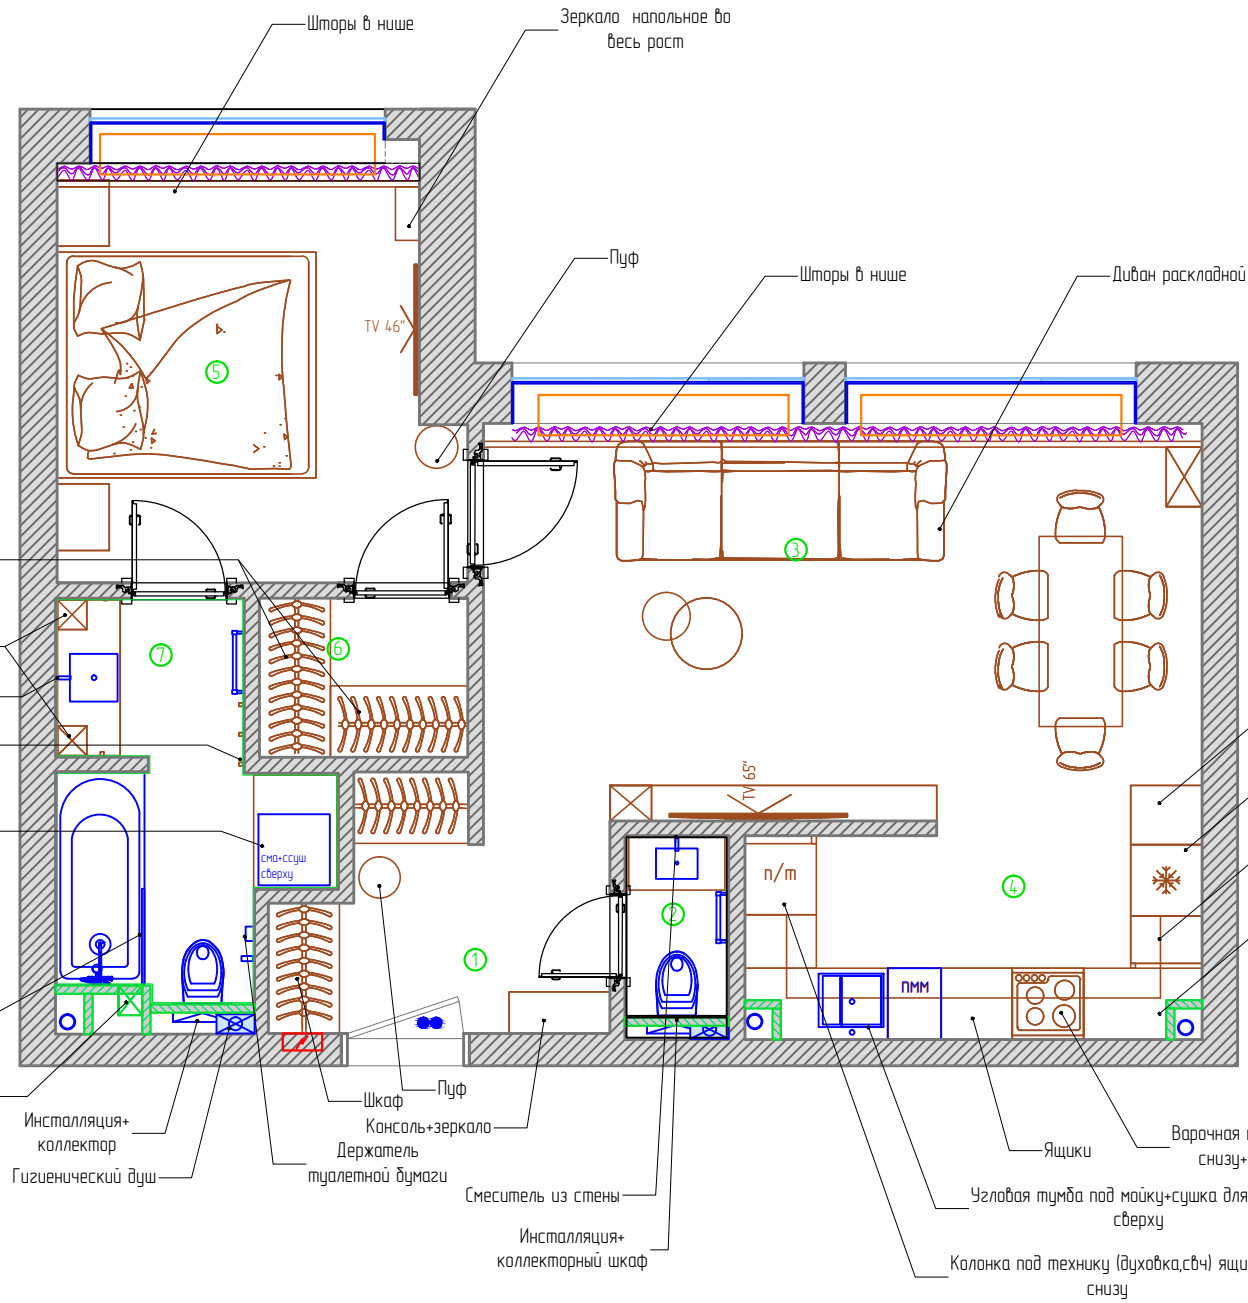 Шторы в нише
Зеркало напольное во
весь рост
Пуф
Шторы в нише
Диван раскладной
TV 46"
5
3
7
6
TV 65"
сма+ссуш
сверху
п/т
4
2
1
ПММ
Шкаф
Пуф
Консоль+зеркало
Инсталляция+
коллектор
Держатель
туалетной бумаги
Гигиенический душ
Ящики
Варочная
снизу+
Смеситель из стены
Угловая тумба под мойку+сушка для
сверху
Инсталляция+
коллекторный шкаф
Колонка под технику (духовка,свч) ящи
снизу